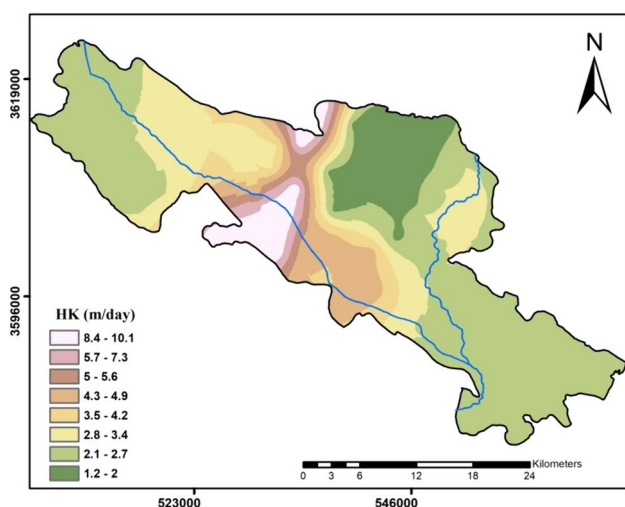 N
3619000
3596000
HK (m/day)
8.4 - 10.1
5.7 - 7.3
5 - 5.6
4.3 - 4.9
3.5 - 4.2
2.8 - 3.4
2.1 - 2.7
1.2 - 2
Kilometers
0 3 6 12 18 24
523000 546000